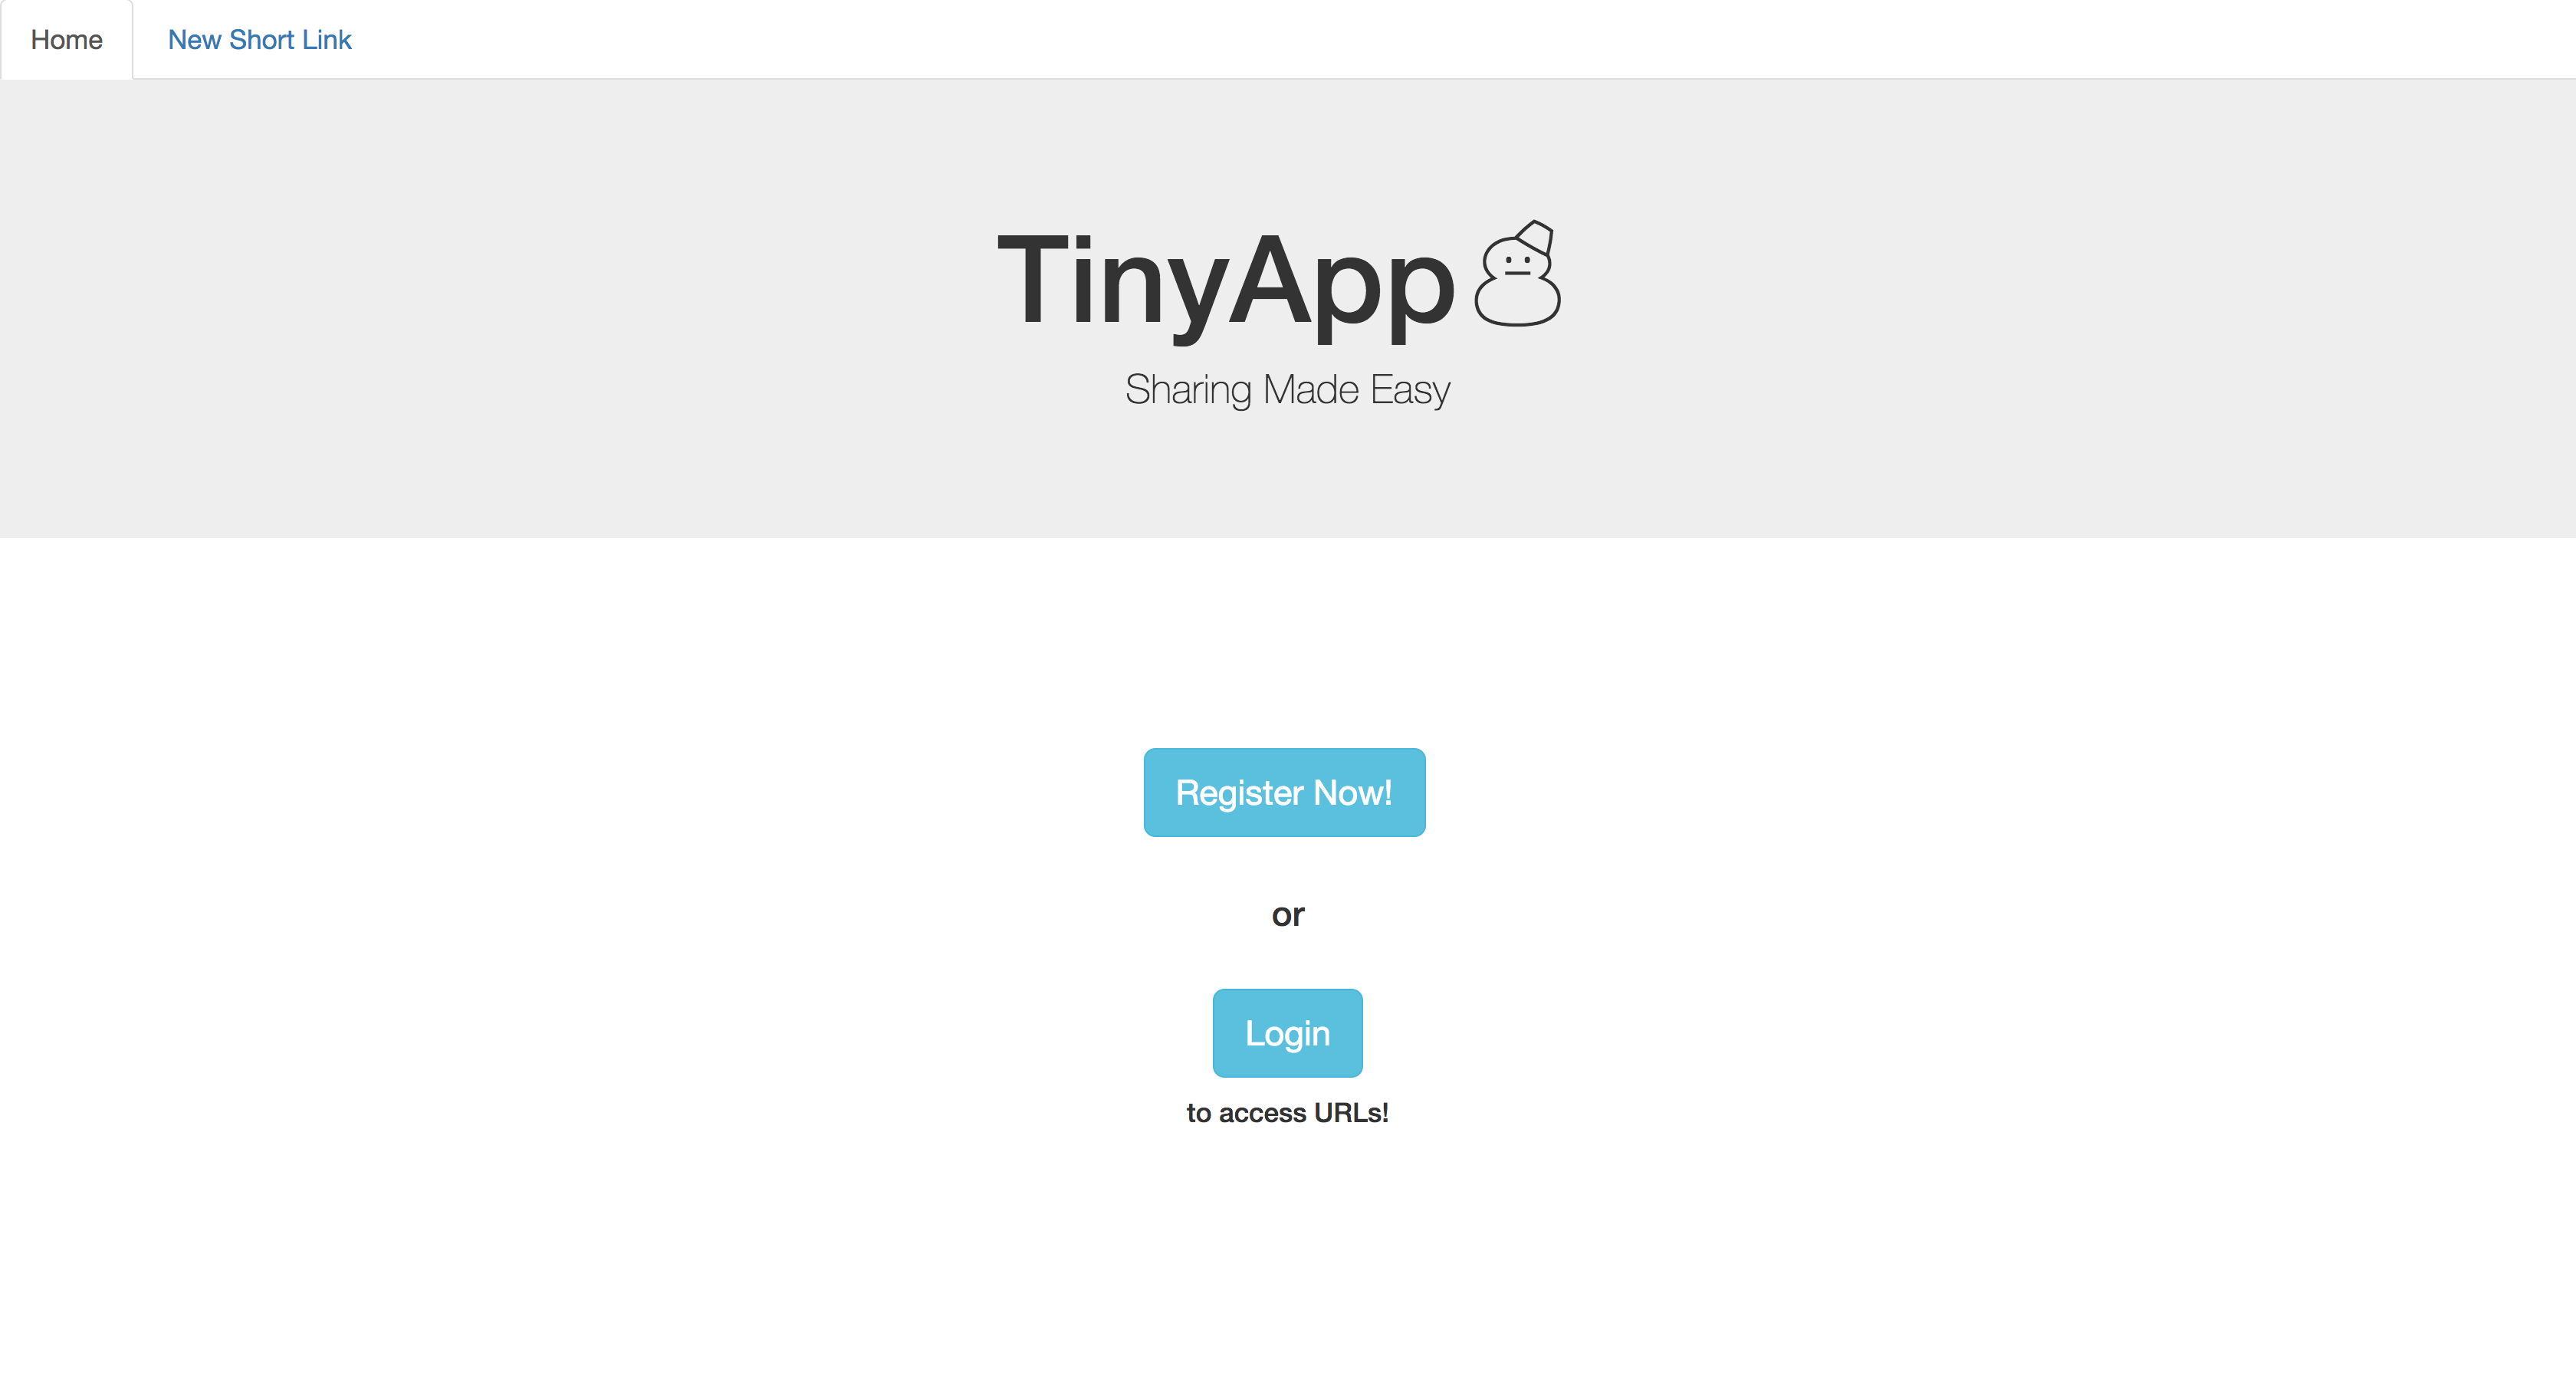 Home New Short Link
TinyApp
Sharing Made Easy
Register Now!
or
Login
to access URLs!